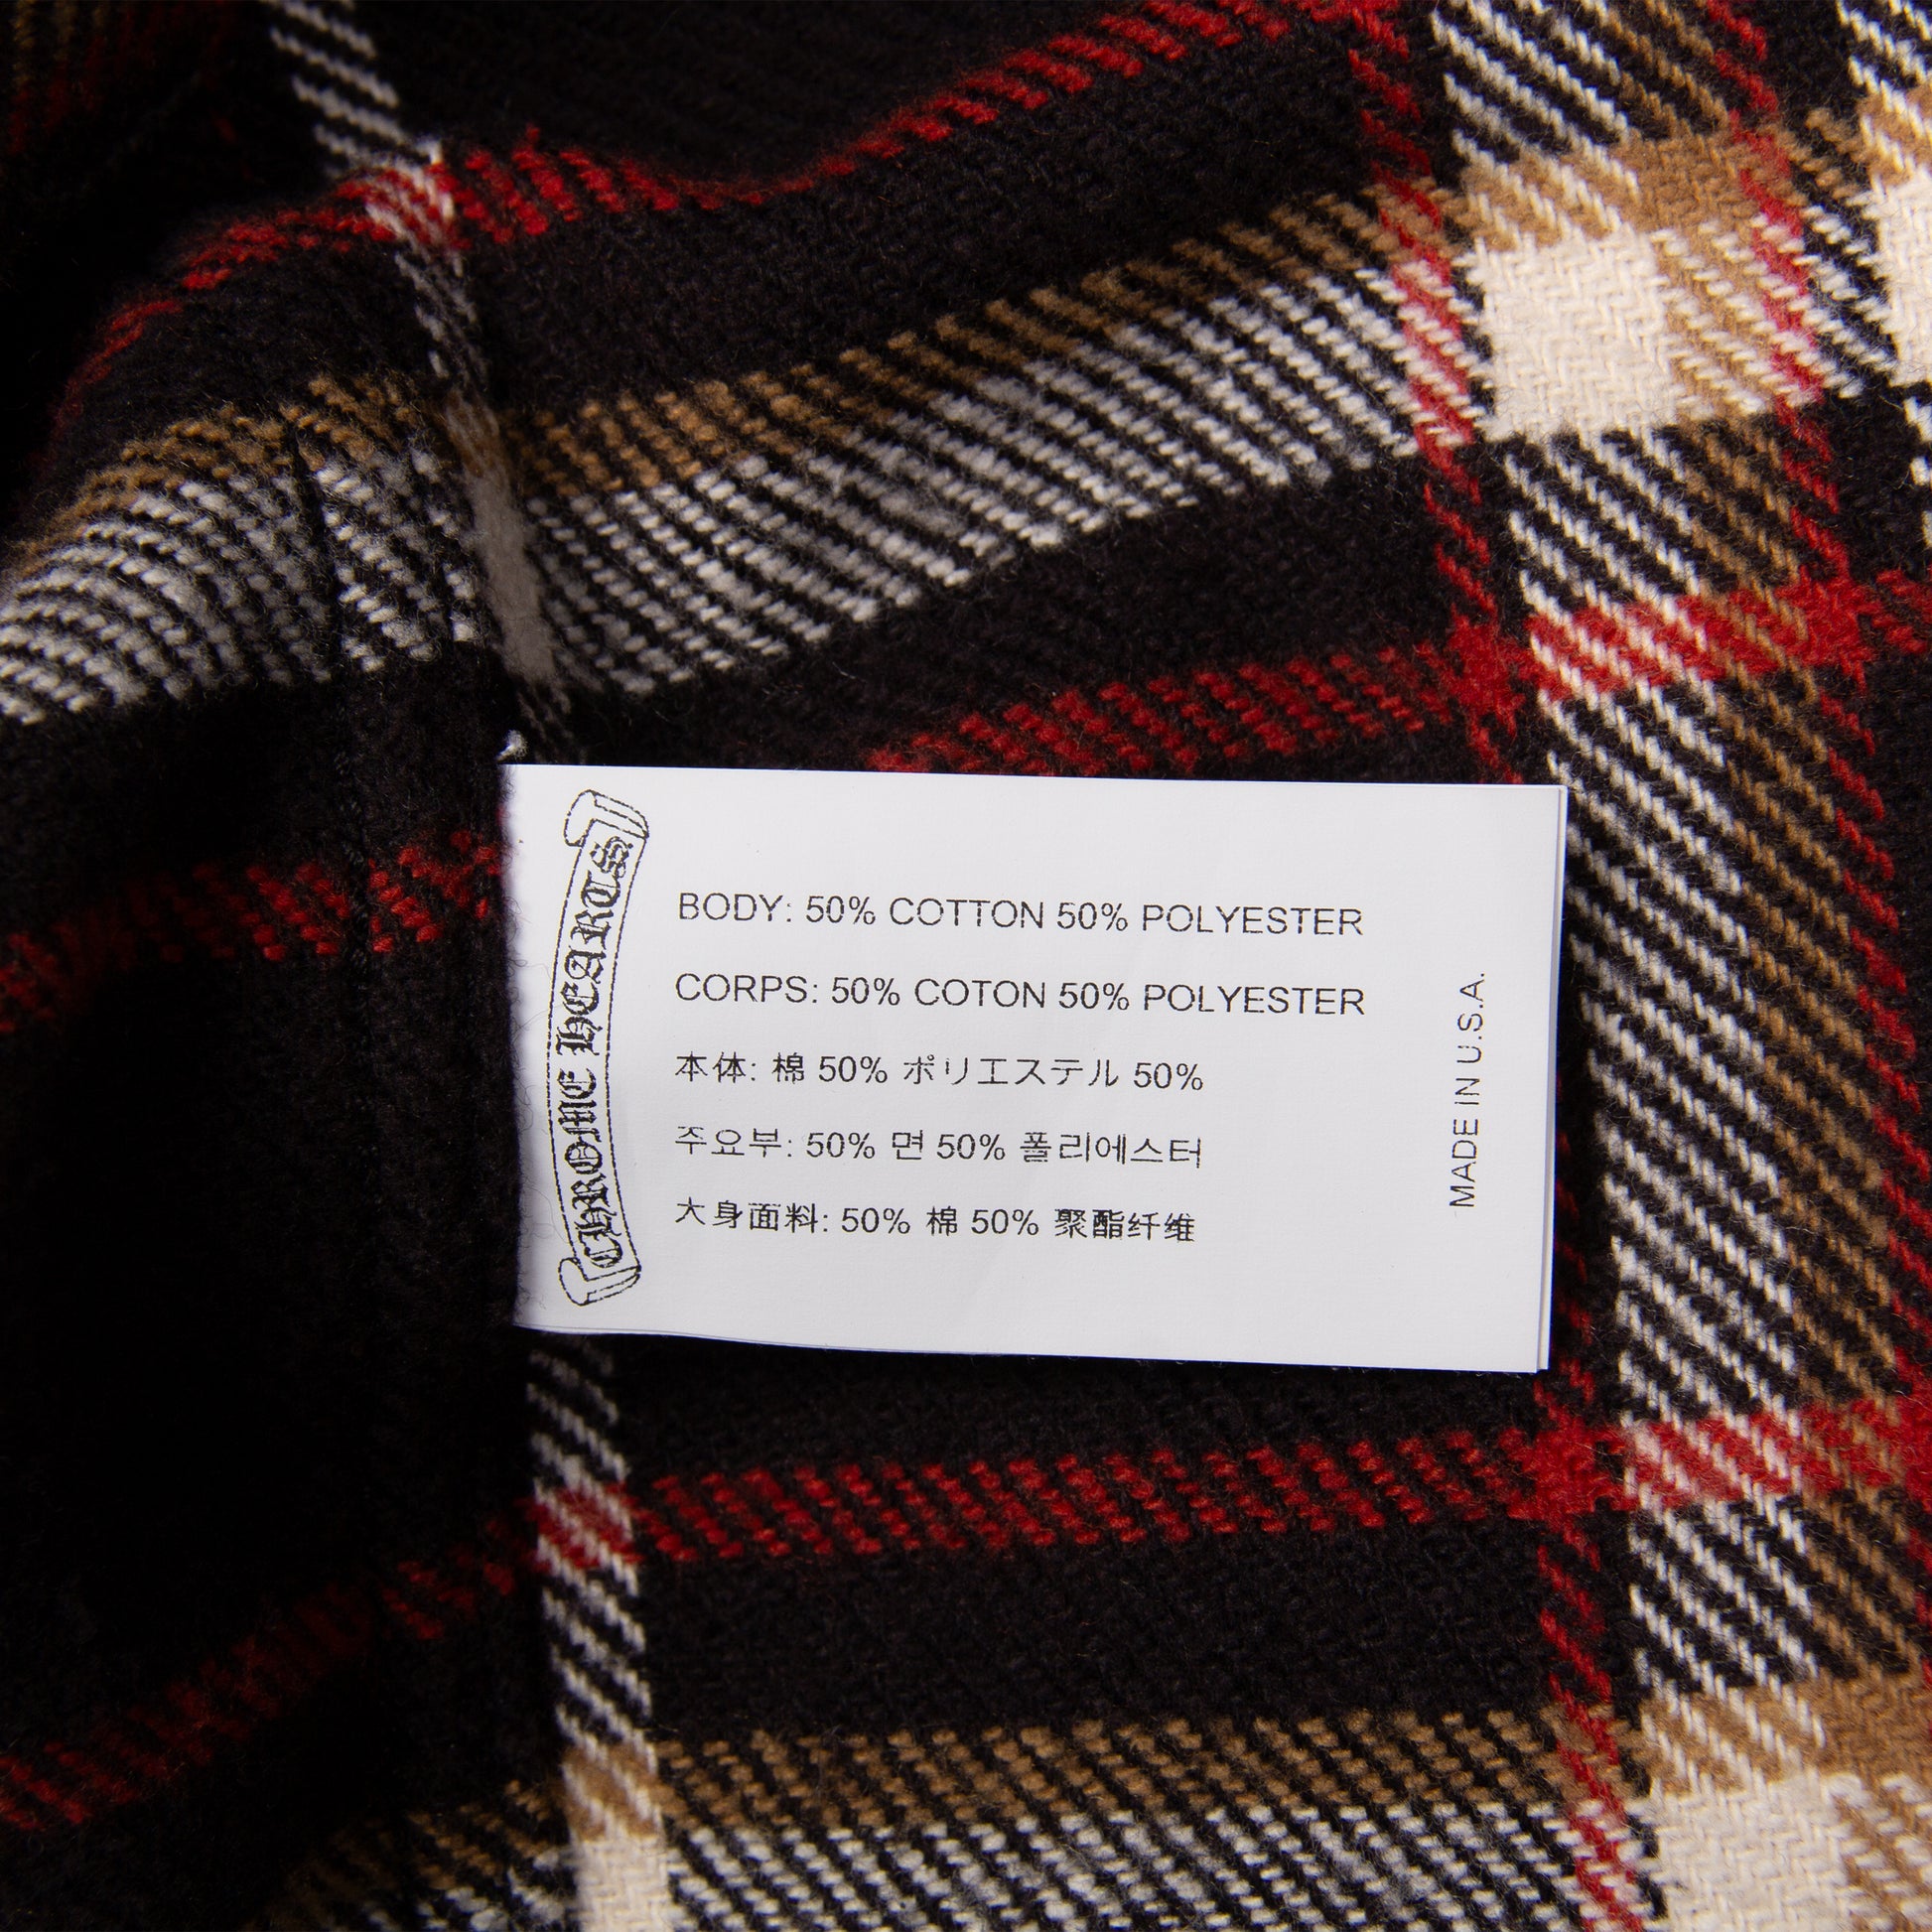 CHROME HEARTS
BODY: 50% COTTON 50% POLYESTER
CORPS: 50% COTON 50% POLYESTER
本体: 棉 50% ポリエステル 50%
주요부: 50% 면 50% 폴리에스터
大身面料: 50% 棉 50% 聚酯纤维
MADE IN U.S.A.